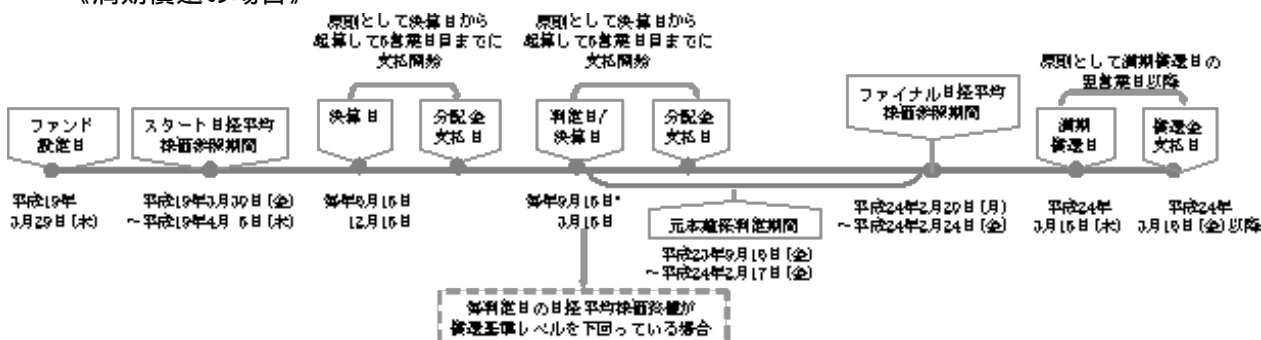 《満期償還の場合》
原則として決算日から
起算して5営業日目までに
支払開始
原則として決算日から
起算して5営業日目までに
支払開始
原則として満期償還日の
翌営業日以降
ファンド
設定日
スタート日経平均
株価参照期間
決算日
分配金
支払日
判定日/
決算日
分配金
支払日
ファイナル日経平均
株価参照期間
満期
償還日
償還金
支払日
平成19年
3月29日(木)
平成19年3月30日(金)
～平成19年4月 5日(木)
毎年6月15日
12月15日
毎年9月15日*
3月15日
元本確保判定期間
平成23年9月16日(金)
～平成24年2月17日(金)
平成24年2月20日(月)
～平成24年2月24日(金)
平成24年
3月15日(木)
平成24年
3月16日(金)以降
毎判定日の日経平均株価終値が
償還基準レベルを下回っている場合